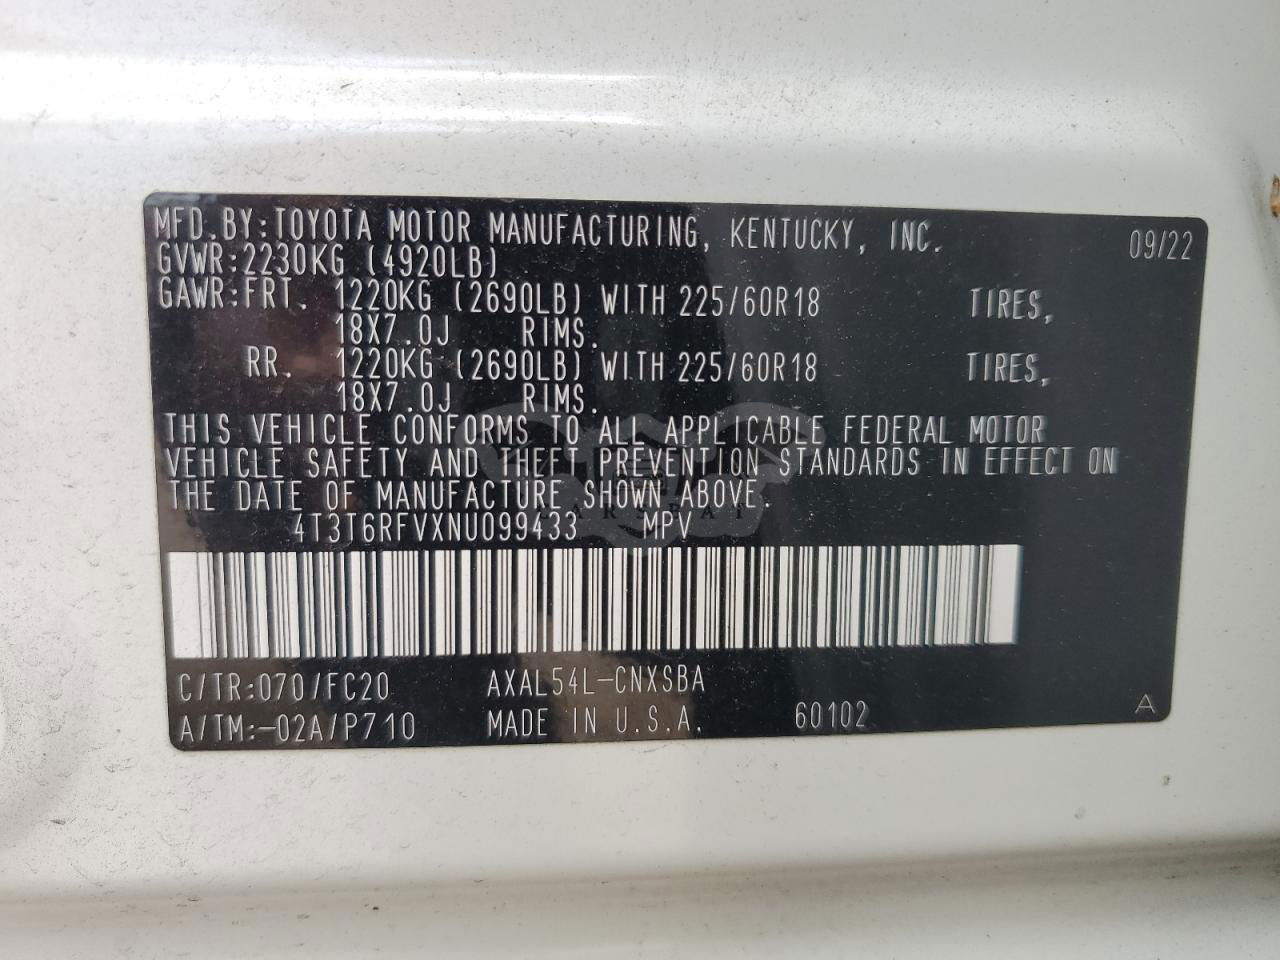 MFD. BY: TOYOTA MOTOR MANUFACTURING, KENTUCKY, INC. 09/22
GVWR: 2230KG (4920LB)
GAWR: FRT. 1220KG (2690LB) WITH 225/60R18 TIRES,
18X7.0J RIMS.
RR. 1220KG (2690LB) WITH 225/60R18 TIRES,
18X7.0J RIMS.
THIS VEHICLE CONFORMS TO ALL APPLICABLE FEDERAL MOTOR
VEHICLE SAFETY AND THEFT PREVENTION STANDARDS IN EFFECT ON
THE DATE OF MANUFACTURE SHOWN ABOVE.
CARSBAT
4T3T6RFVXNU099433 MPV
C/TR:070/FC20 AXAL54L-CNXSBA
A/TM:-02A/P710 MADE IN U.S.A. 60102 A